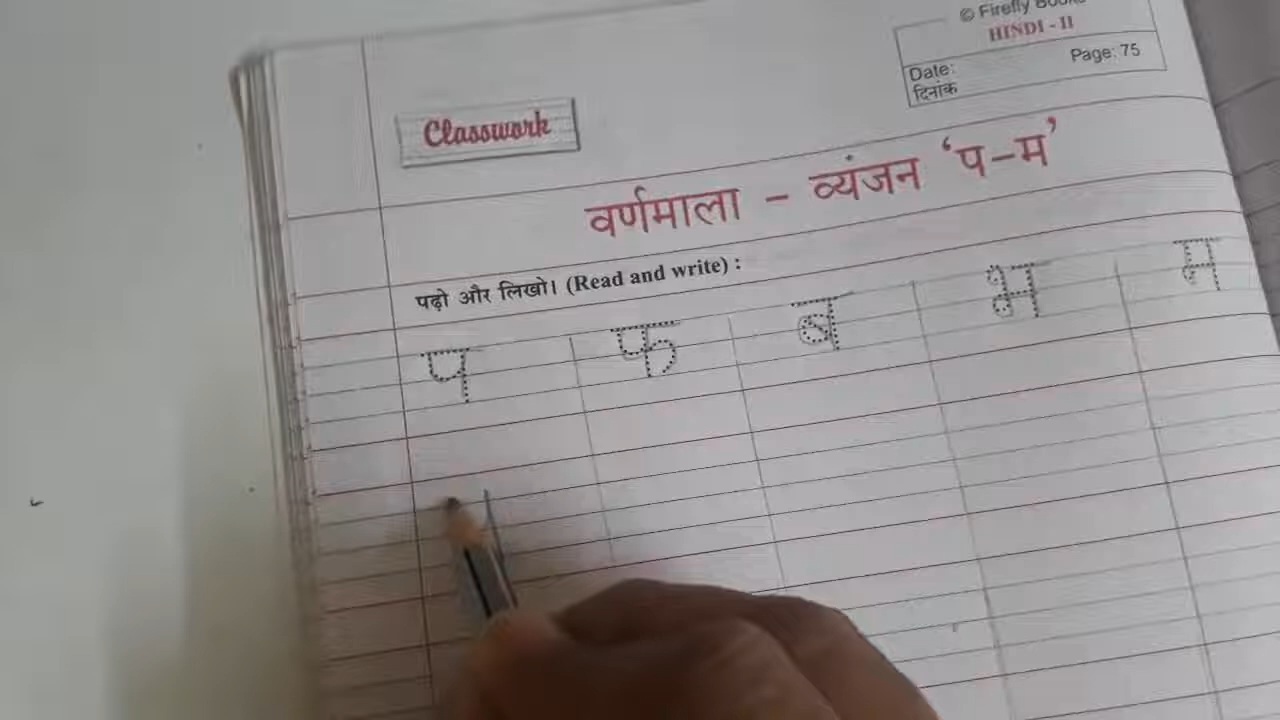 © Firefly Books
HINDI - II
Date: Page: 75
दिनांक
Classwork
वर्णमाला – व्यंजन ‘प–म’
पढ़ो और लिखो। (Read and write) :
प फ ब भ म